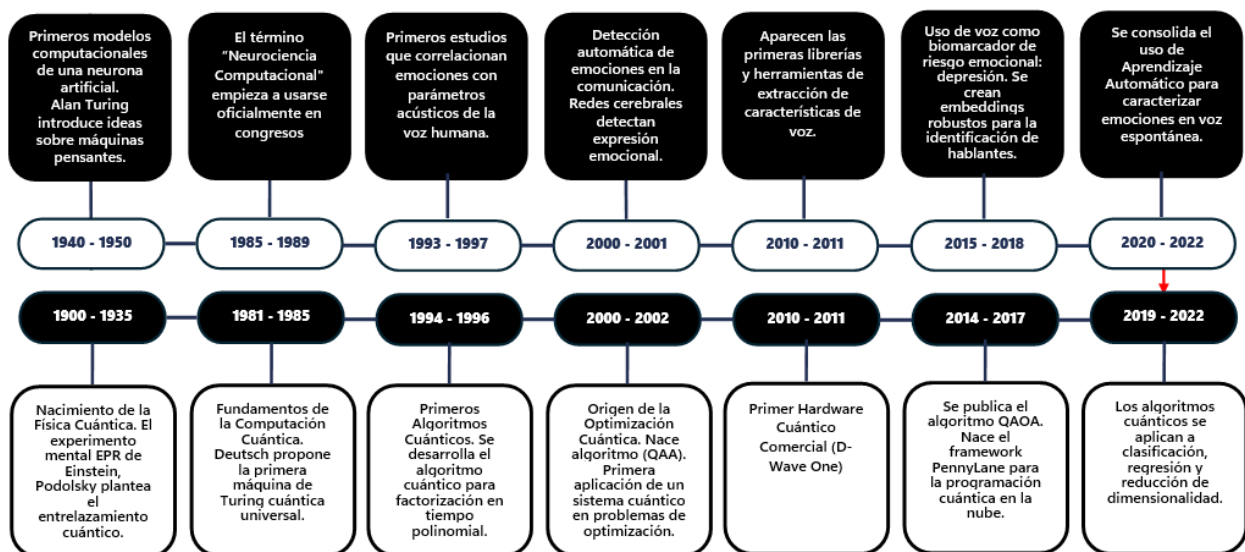 Primeros modelos
computacionales
de una neurona
artificial.
Alan Turing
introduce ideas
sobre máquinas
pensantes.
El término
"Neurociencia
Computacional"
empieza a usarse
oficialmente en
congresos
Primeros estudios
que correlacionan
emociones con
parámetros
acústicos de la
voz humana.
Detección
automática de
emociones en la
comunicación.
Redes cerebrales
detectan
expresión
emocional.
Aparecen las
primeras librerías
y herramientas de
extracción de
características de
voz.
Uso de voz como
biomarcador de
riesgo emocional:
depresión. Se
crean
embeddings
robustos para la
identificación de
hablantes.
Se consolida el
uso de
Aprendizaje
Automático para
caracterizar
emociones en voz
espontánea.
1940 - 1950
1985 - 1989
1993 - 1997
2000 - 2001
2010 - 2011
2015 - 2018
2020 - 2022
1900 - 1935
1981 - 1985
1994 - 1996
2000 - 2002
2010 - 2011
2014 - 2017
2019 - 2022
Nacimiento de la
Física Cuántica. El
experimento
mental EPR de
Einstein,
Podolsky plantea
el
entrelazamiento
cuántico.
Fundamentos de
la Computación
Cuántica.
Deutsch propone
la primera
máquina de
Turing cuántica
universal.
Primeros
Algoritmos
Cuánticos. Se
desarrolla el
algoritmo
cuántico para
factorización en
tiempo
polinomial.
Origen de la
Optimización
Cuántica. Nace
algoritmo (QAA).
Primera
aplicación de un
sistema cuántico
en problemas de
optimización.
Primer Hardware
Cuántico
Comercial (D-
Wave One)
Se publica el
algoritmo QAOA.
Nace el
framework
PennyLane para
la programación
cuántica en la
nube.
Los algoritmos
cuánticos se
aplican a
clasificación,
regresión y
reducción de
dimensionalidad.